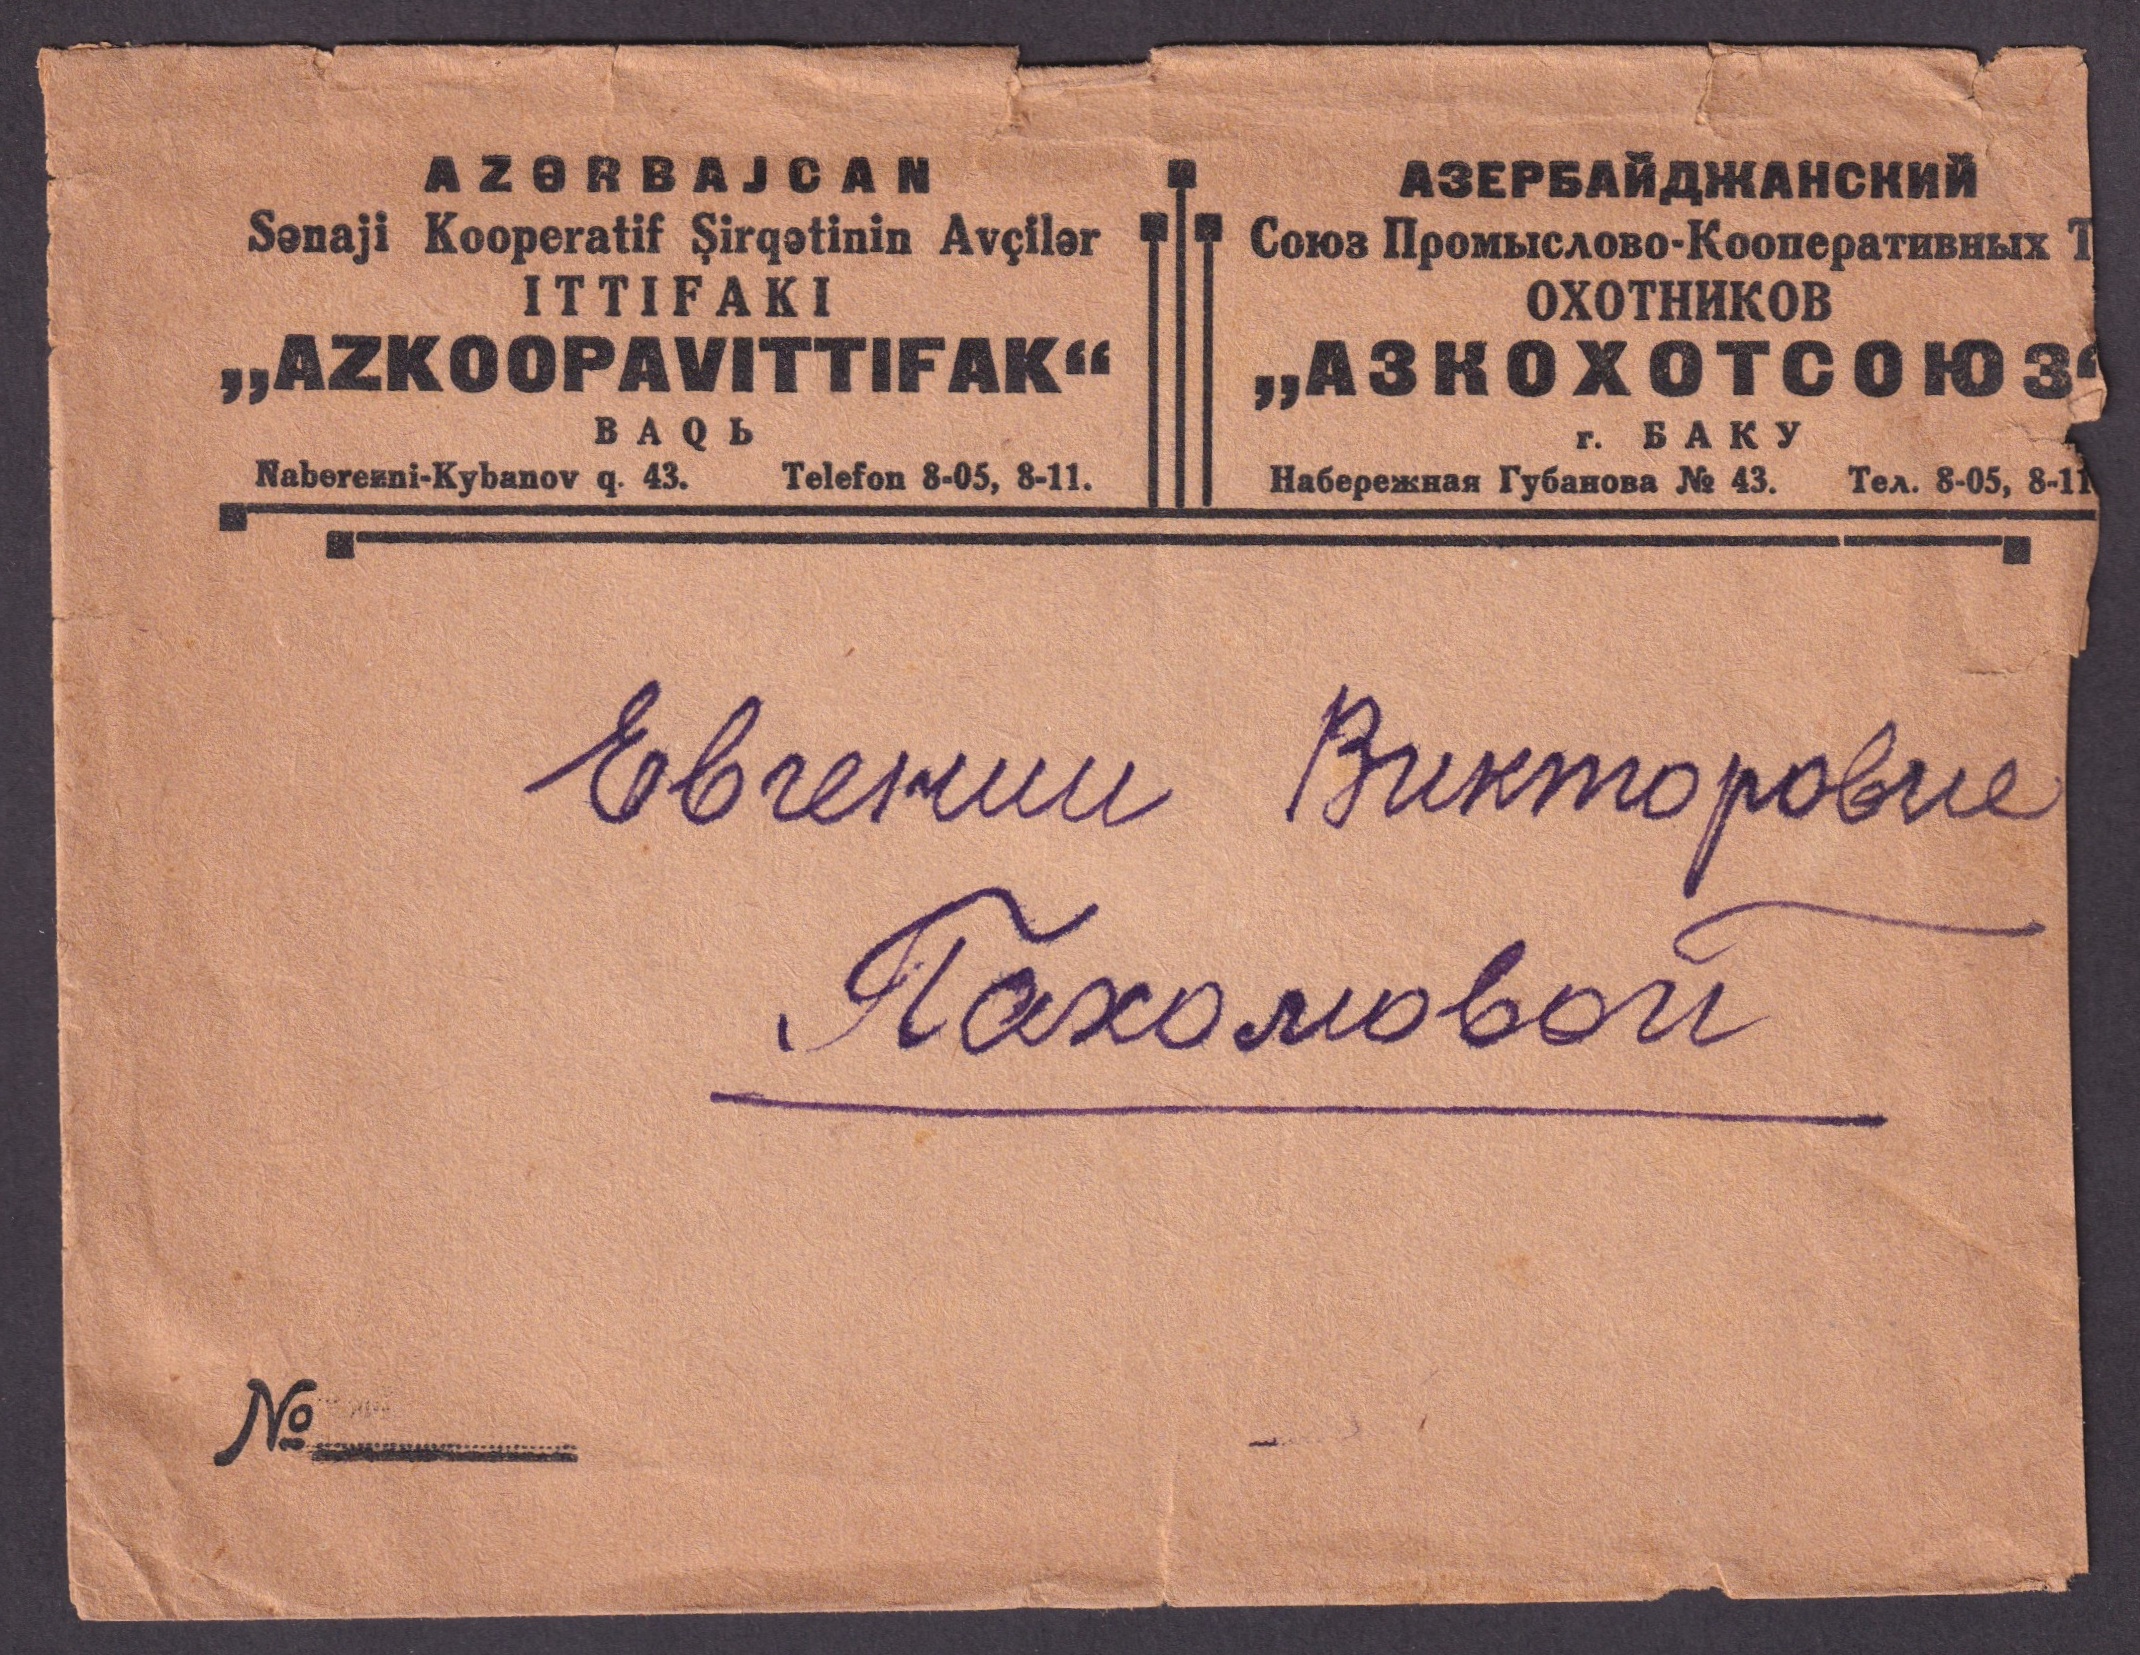 AZƏRBAJCAN
Sənaji Kooperatif Şirqətinin Avçilər
ITTIFAKI
„AZKOOPAVITTIFAK“
BAQЬ
Naberezni-Kybanov q. 43. Telefon 8-05, 8-11.
АЗЕРБАЙДЖАНСКИЙ
Союз Промыслово-Кооперативных Т
ОХОТНИКОВ
„АЗКОХОТСОЮЗ“
г. БАКУ
Набережная Губанова № 43. Тел. 8-05, 8-11
Евгении Викторовне
Пахомовой
№